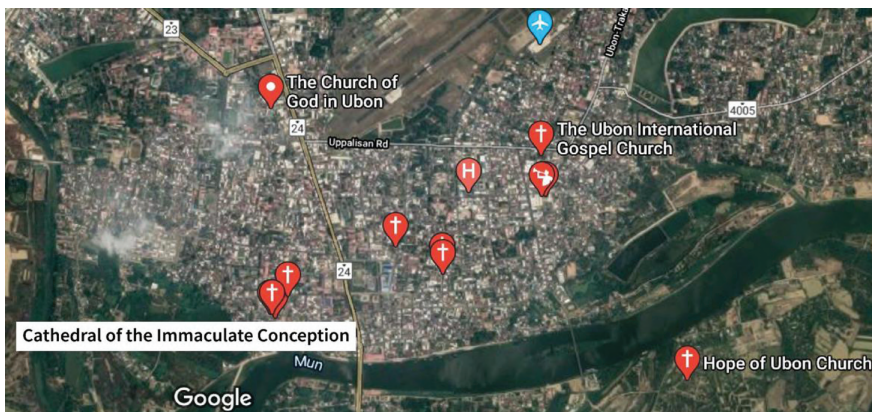 23
Ubon-Traka
The Church of
God in Ubon
24
4005
Uppalisan Rd
The Ubon International
Gospel Church
H
24
Cathedral of the Immaculate Conception
Mun
Hope of Ubon Church
Google